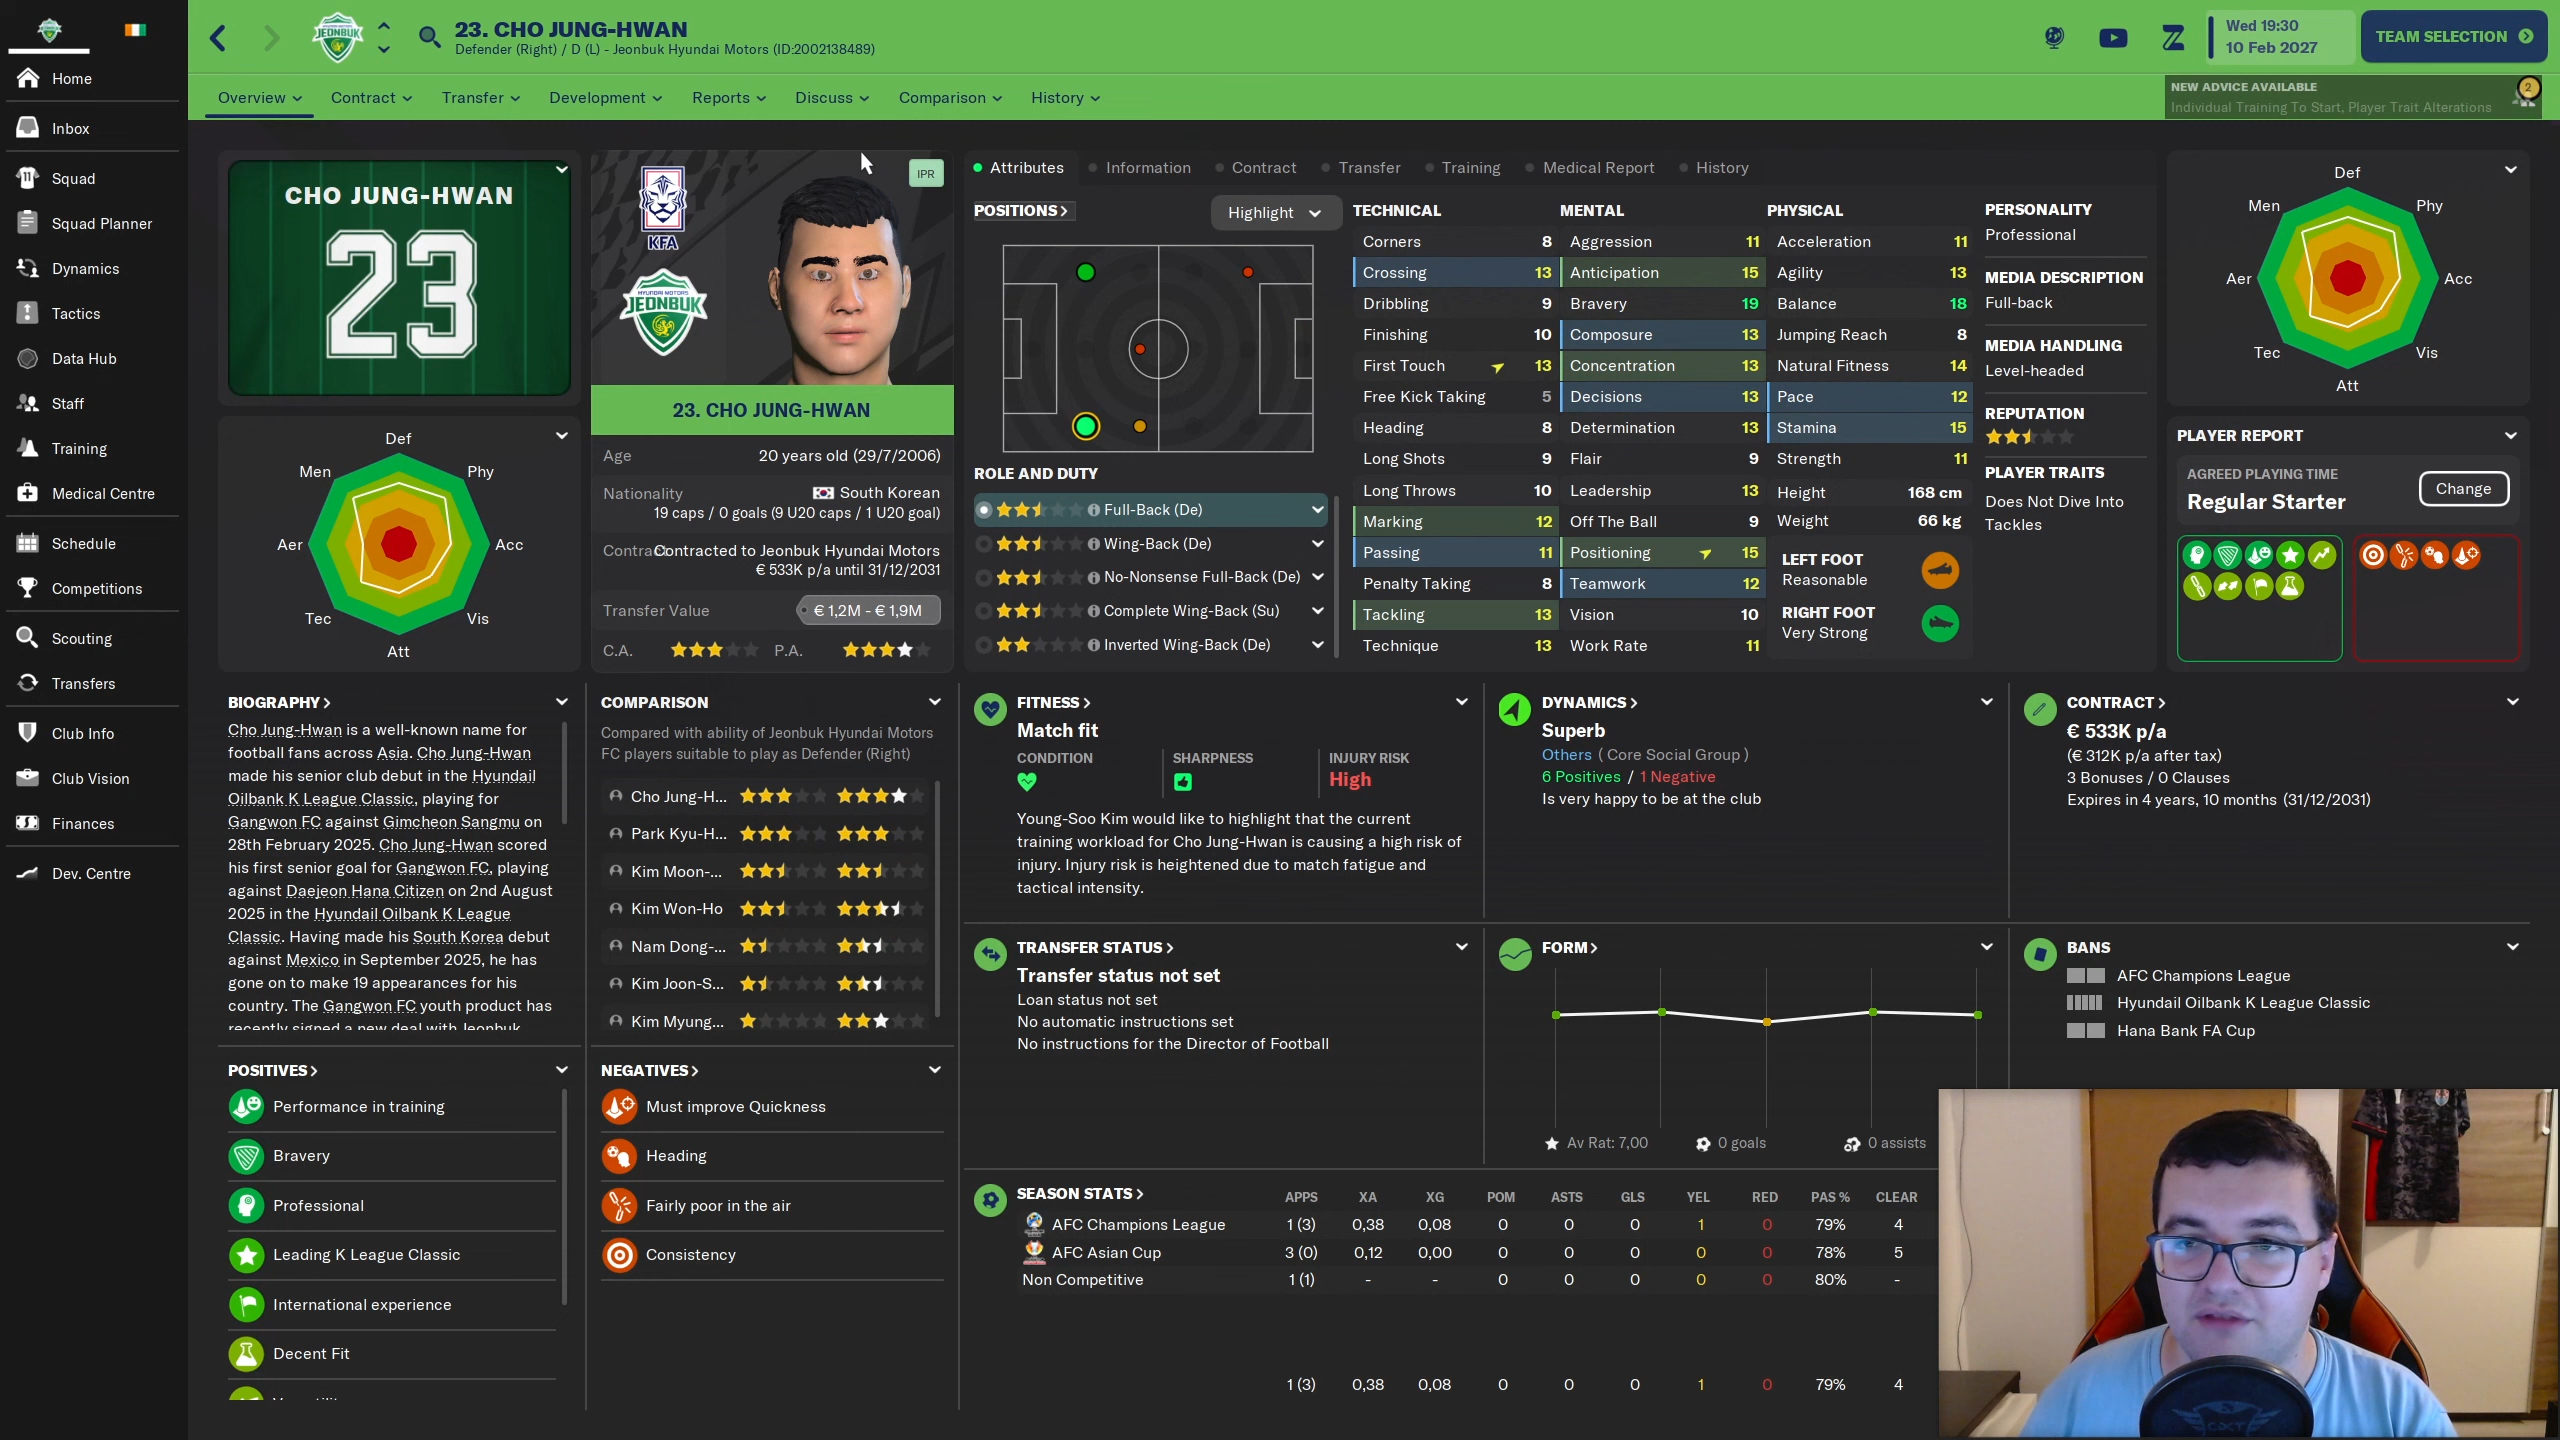 23. CHO JUNG-HWAN
Defender (Right) / D (L) - Jeonbuk Hyundai Motors (ID:2002138489)
Wed 19:30
10 Feb 2027
TEAM SELECTION
Home
Inbox
Squad
Squad Planner
Dynamics
Tactics
Data Hub
Staff
Training
Medical Centre
Schedule
Competitions
Scouting
Transfers
Club Info
Club Vision
Finances
Dev. Centre
Overview
Contract
Transfer
Development
Reports
Discuss
Comparison
History
NEW ADVICE AVAILABLE
Individual Training To Start, Player Trait Alterations
2
CHO JUNG-HWAN
23
Def
Men Phy
Aer Acc
Tec Vis
Att
KFA
HYUNDAI MOTORS
JEONBUK
IPR
23. CHO JUNG-HWAN
Age 20 years old (29/7/2006)
Nationality South Korean
19 caps / 0 goals (9 U20 caps / 1 U20 goal)
Contracted to Jeonbuk Hyundai Motors
€ 533K p/a until 31/12/2031
Transfer Value € 1,2M - € 1,9M
C.A. P.A.
Attributes Information Contract Transfer Training Medical Report History
POSITIONS
Highlight
ROLE AND DUTY
Full-Back (De)
Wing-Back (De)
No-Nonsense Full-Back (De)
Complete Wing-Back (Su)
Inverted Wing-Back (De)
TECHNICAL
Corners 8
Crossing 13
Dribbling 9
Finishing 10
First Touch 13
Free Kick Taking 5
Heading 8
Long Shots 9
Long Throws 10
Marking 12
Passing 11
Penalty Taking 8
Tackling 13
Technique 13
MENTAL
Aggression 11
Anticipation 15
Bravery 19
Composure 13
Concentration 13
Decisions 13
Determination 13
Flair 9
Leadership 13
Off The Ball 9
Positioning 15
Teamwork 12
Vision 10
Work Rate 11
PHYSICAL
Acceleration 11
Agility 13
Balance 18
Jumping Reach 8
Natural Fitness 14
Pace 12
Stamina 15
Strength 11
Height 168 cm
Weight 66 kg
LEFT FOOT
Reasonable
RIGHT FOOT
Very Strong
PERSONALITY
Professional
MEDIA DESCRIPTION
Full-back
MEDIA HANDLING
Level-headed
REPUTATION
PLAYER TRAITS
Does Not Dive Into
Tackles
Def
Men Phy
Aer Acc
Tec Vis
Att
PLAYER REPORT
AGREED PLAYING TIME
Regular Starter
Change
BIOGRAPHY
Cho Jung-Hwan is a well-known name for
football fans across Asia. Cho Jung-Hwan
made his senior club debut in the Hyundail
Oilbank K League Classic, playing for
Gangwon FC against Gimcheon Sangmu on
28th February 2025. Cho Jung-Hwan scored
his first senior goal for Gangwon FC, playing
against Daejeon Hana Citizen on 2nd August
2025 in the Hyundail Oilbank K League
Classic. Having made his South Korea debut
against Mexico in September 2025, he has
gone on to make 19 appearances for his
country. The Gangwon FC youth product has
recently signed a new deal with Jeonbuk
COMPARISON
Compared with ability of Jeonbuk Hyundai Motors
FC players suitable to play as Defender (Right)
Cho Jung-H...
Park Kyu-H...
Kim Moon-...
Kim Won-Ho
Nam Dong-...
Kim Joon-S...
Kim Myung...
POSITIVES
Performance in training
Bravery
Professional
Leading K League Classic
International experience
Decent Fit
NEGATIVES
Must improve Quickness
Heading
Fairly poor in the air
Consistency
FITNESS
Match fit
CONDITION SHARPNESS INJURY RISK
High
Young-Soo Kim would like to highlight that the current
training workload for Cho Jung-Hwan is causing a high risk of
injury. Injury risk is heightened due to match fatigue and
tactical intensity.
DYNAMICS
Superb
Others ( Core Social Group )
6 Positives / 1 Negative
Is very happy to be at the club
CONTRACT
€ 533K p/a
(€ 312K p/a after tax)
3 Bonuses / 0 Clauses
Expires in 4 years, 10 months (31/12/2031)
TRANSFER STATUS
Transfer status not set
Loan status not set
No automatic instructions set
No instructions for the Director of Football
FORM
Av Rat: 7,00 0 goals 0 assists
BANS
AFC Champions League
Hyundail Oilbank K League Classic
Hana Bank FA Cup
SEASON STATS APPS XA XG POM ASTS GLS YEL RED PAS % CLEAR
AFC Champions League 1 (3) 0,38 0,08 0 0 0 1 0 79% 4
AFC Asian Cup 3 (0) 0,12 0,00 0 0 0 0 0 78% 5
Non Competitive 1 (1) - - 0 0 0 0 0 80% -
1 (3) 0,38 0,08 0 0 0 1 0 79% 4